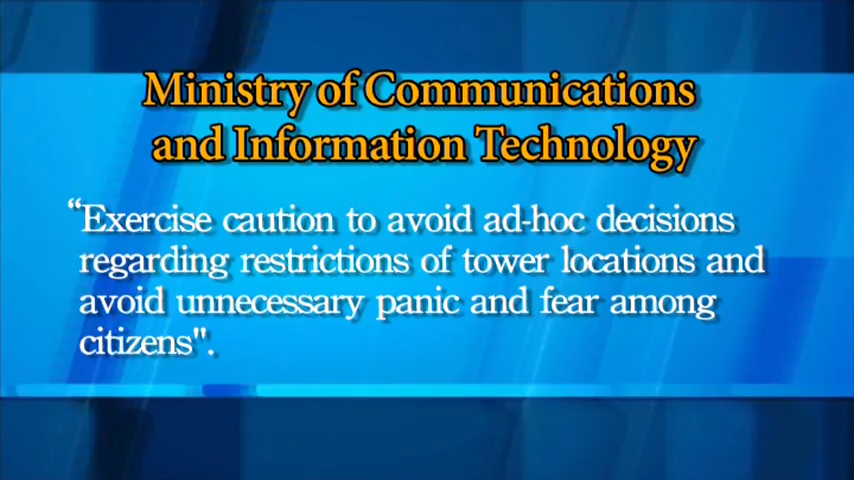 Ministry of Communications
and Information Technology
“Exercise caution to avoid ad-hoc decisions
regarding restrictions of tower locations and
avoid unnecessary panic and fear among
citizens".